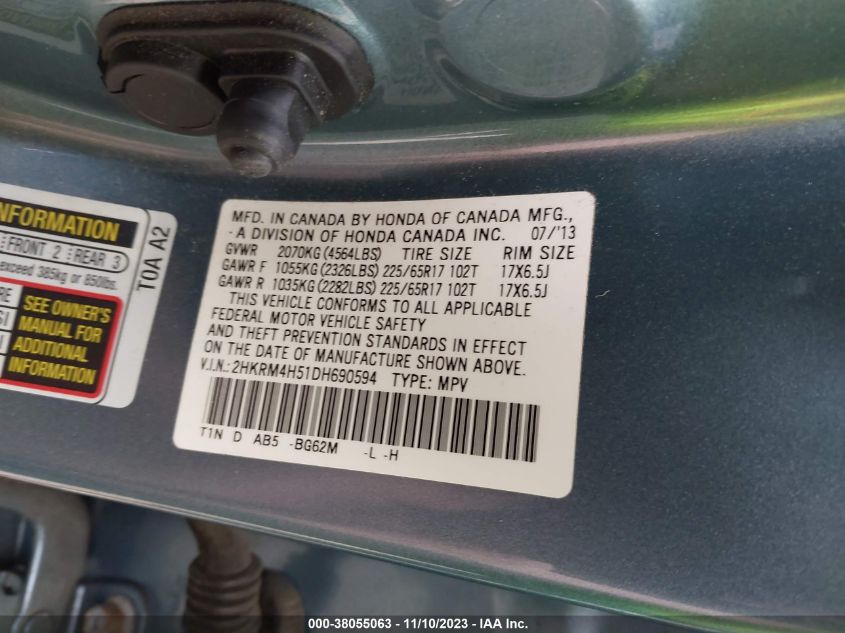 INFORMATION
FRONT 2 REAR 3
exceed 385kg or 850lbs.
SEE OWNER'S
MANUAL FOR
ADDITIONAL
INFORMATION
T0A A2
MFD. IN CANADA BY HONDA OF CANADA MFG.,
-A DIVISION OF HONDA CANADA INC. 07/'13
GVWR 2070KG (4564LBS) TIRE SIZE RIM SIZE
GAWR F 1055KG (2326LBS) 225/65R17 102T 17X6.5J
GAWR R 1035KG (2282LBS) 225/65R17 102T 17X6.5J
THIS VEHICLE CONFORMS TO ALL APPLICABLE
FEDERAL MOTOR VEHICLE SAFETY
AND THEFT PREVENTION STANDARDS IN EFFECT
ON THE DATE OF MANUFACTURE SHOWN ABOVE.
V.I.N.: 2HKRM4H51DH690594 TYPE: MPV
T1N D AB5 -BG62M -L -H
000-38055063 - 11/10/2023 - IAA Inc.